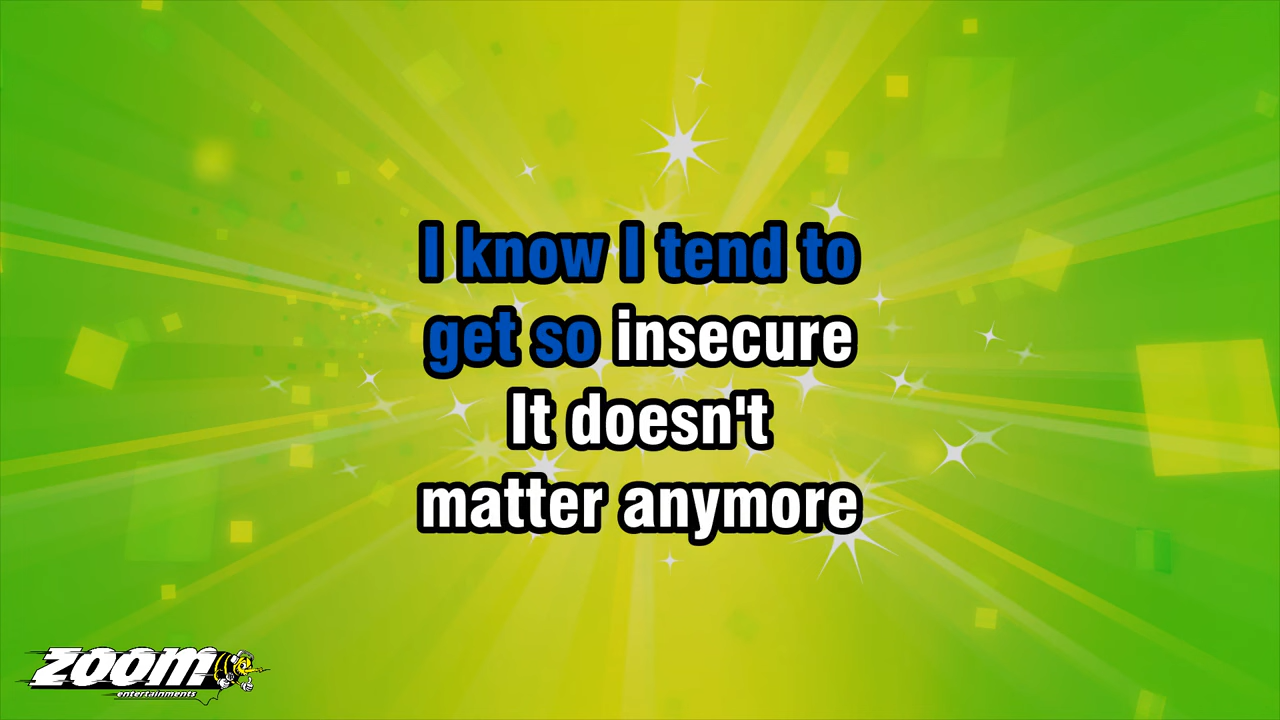 I know I tend to
get so insecure
It doesn't
matter anymore
ZOOM
entertainments